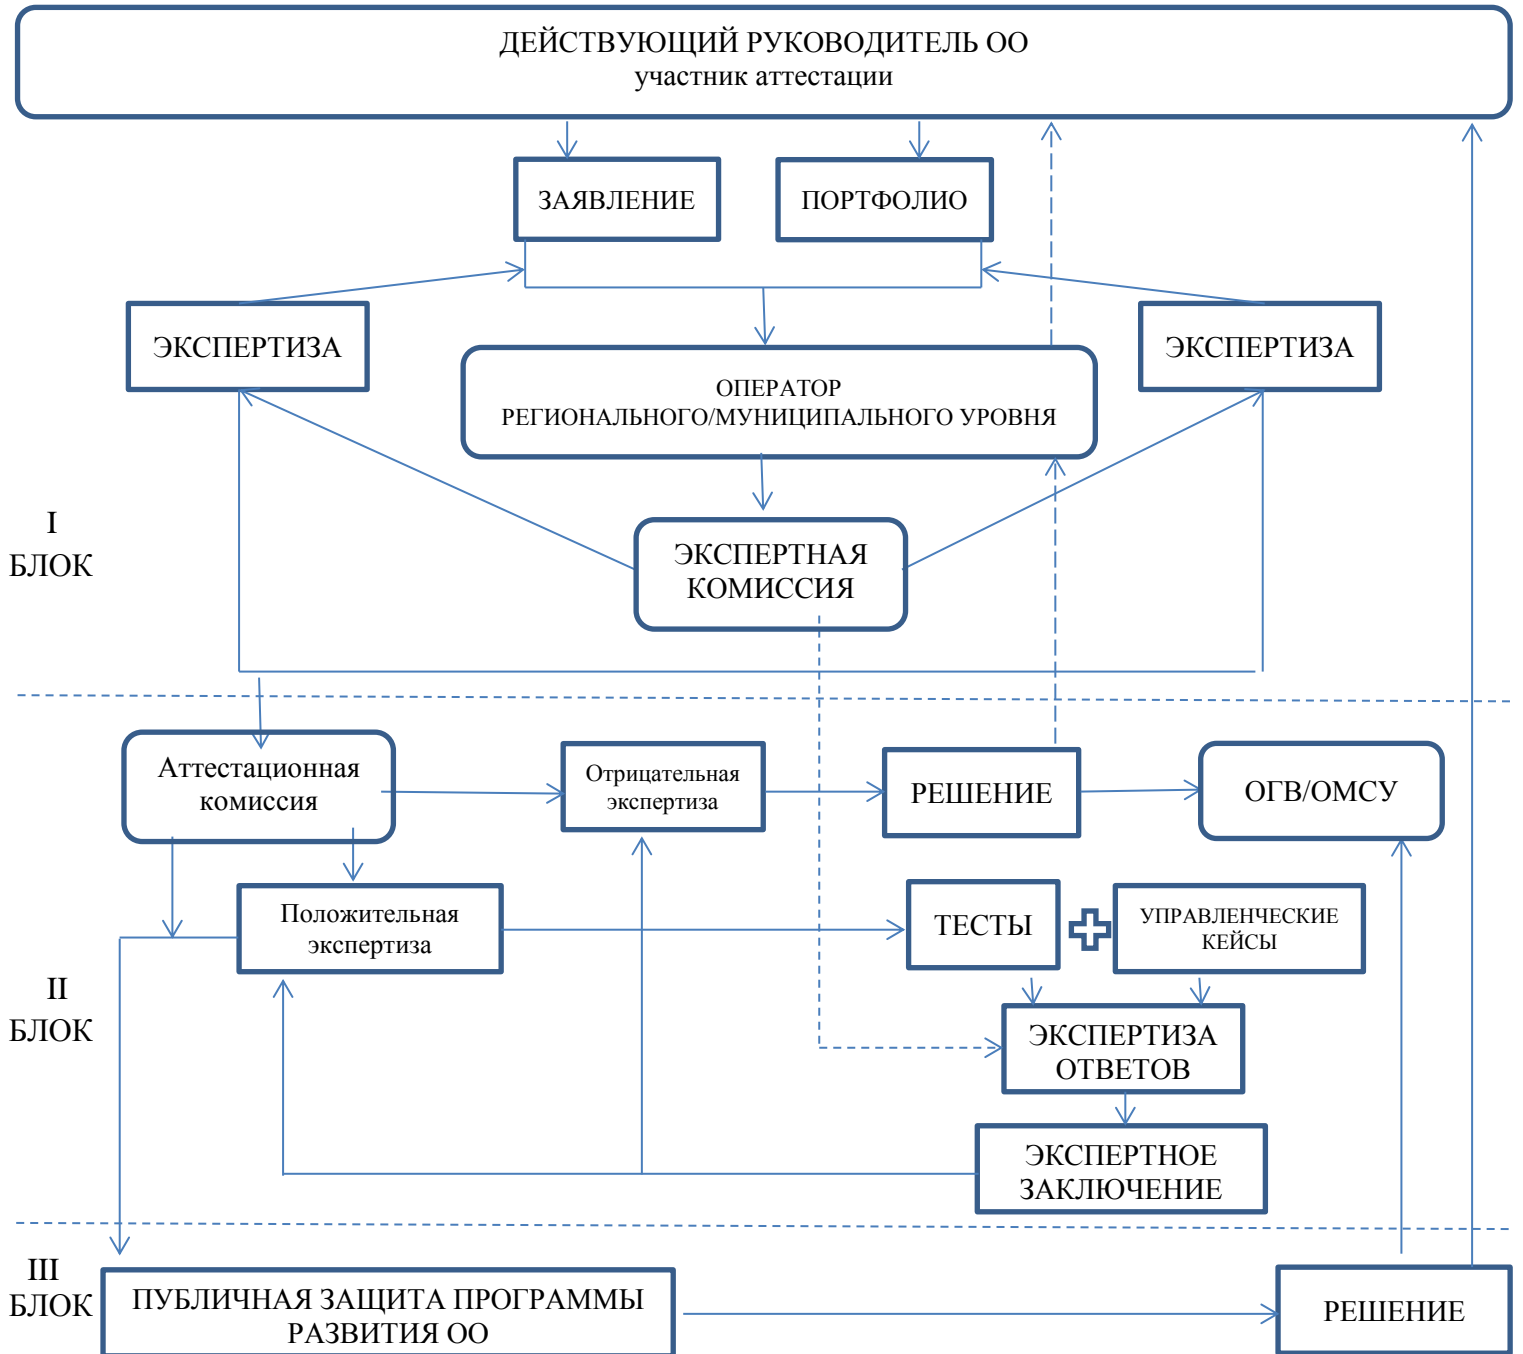 ДЕЙСТВУЮЩИЙ РУКОВОДИТЕЛЬ ОО
участник аттестации
ЗАЯВЛЕНИЕ
ПОРТФОЛИО
ЭКСПЕРТИЗА
ЭКСПЕРТИЗА
ОПЕРАТОР
РЕГИОНАЛЬНОГО/МУНИЦИПАЛЬНОГО УРОВНЯ
I
БЛОК
ЭКСПЕРТНАЯ
КОМИССИЯ
Аттестационная
комиссия
Отрицательная
экспертиза
РЕШЕНИЕ
ОГВ/ОМСУ
Положительная
экспертиза
ТЕСТЫ
УПРАВЛЕНЧЕСКИЕ
КЕЙСЫ
II
БЛОК
ЭКСПЕРТИЗА
ОТВЕТОВ
ЭКСПЕРТНОЕ
ЗАКЛЮЧЕНИЕ
III
БЛОК
ПУБЛИЧНАЯ ЗАЩИТА ПРОГРАММЫ
РАЗВИТИЯ ОО
РЕШЕНИЕ